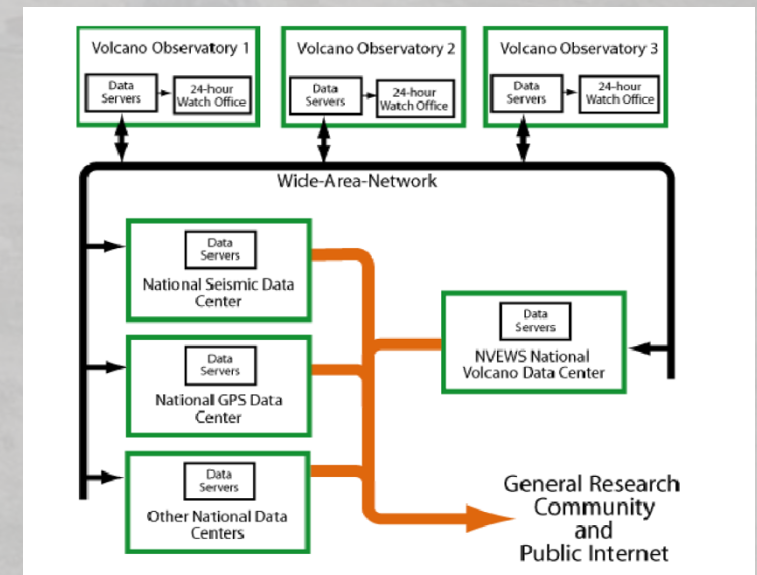 Volcano Observatory 1
Data
Servers
24-hour
Watch Office
Volcano Observatory 2
Data
Servers
24-hour
Watch Office
Volcano Observatory 3
Data
Servers
24-hour
Watch Office
Wide-Area-Network
Data
Servers
National Seismic Data
Center
Data
Servers
National GPS Data
Center
Data
Servers
Other National Data
Centers
Data
Servers
NVEWS National
Volcano Data Center
General Research
Community
and
Public Internet